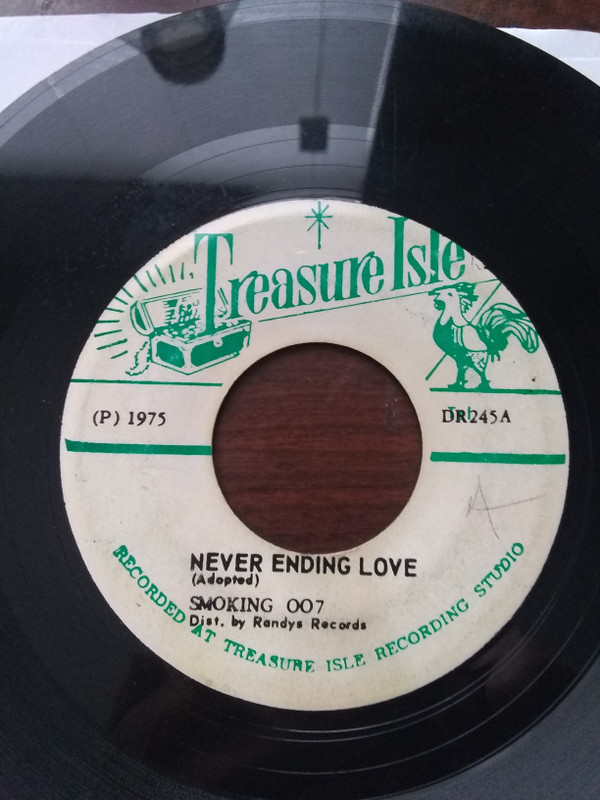 Treasure Isle
(P) 1975
DR245A
NEVER ENDING LOVE
(Adopted)
SMOKING 007
Dist. by Randys Records
RECORDED AT TREASURE ISLE RECORDING STUDIO